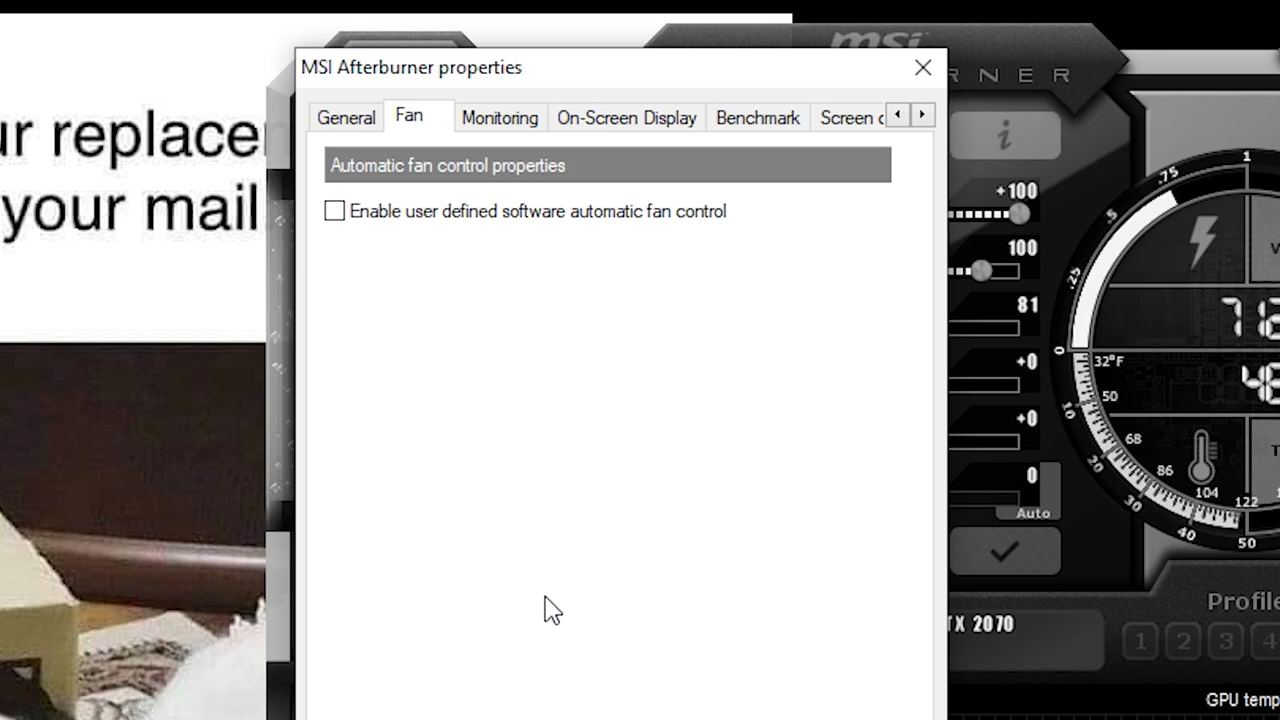 msi
RNER
MSI Afterburner properties
General
Fan
Monitoring
On-Screen Display
Benchmark
Screen
Automatic fan control properties
Enable user defined software automatic fan control
ur replacer
your mail
i
+100
100
81
+0
+0
0
Auto
TX 2070
1
.75
.5
.25
0
32°F
50
68
86
104
122
10
20
30
40
50
Profile
1 2 3 4
GPU temp